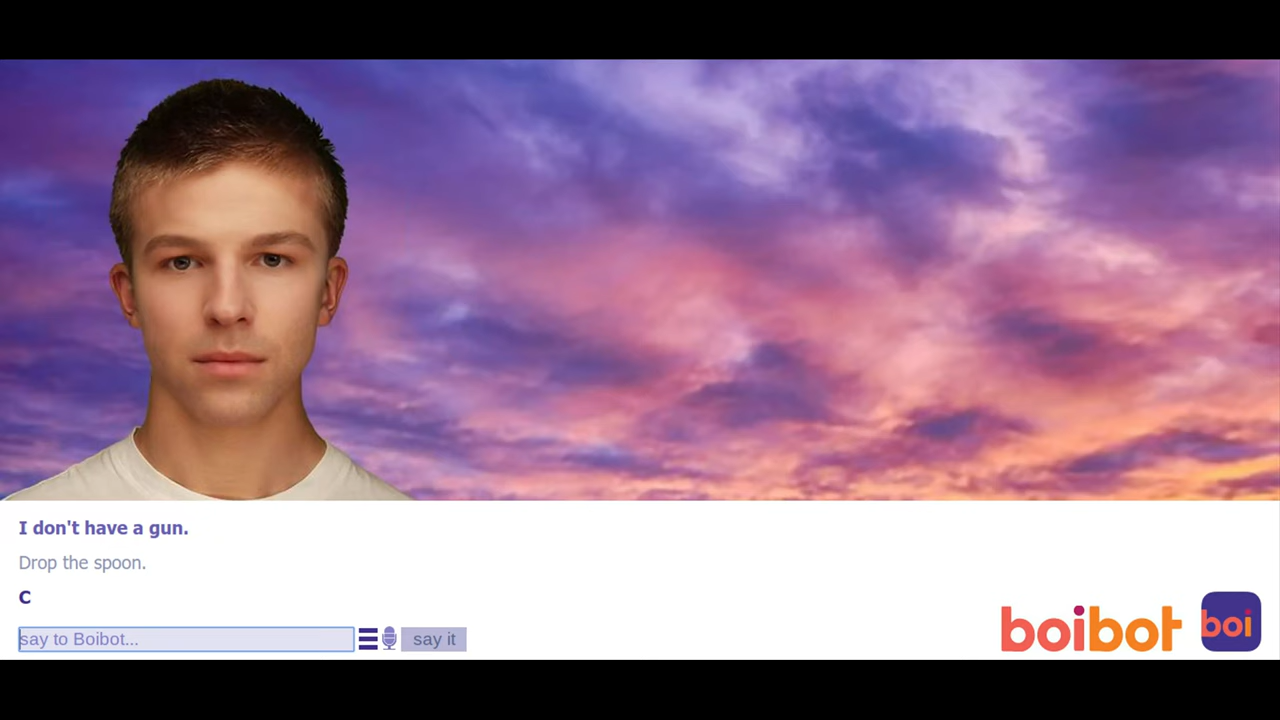 I don't have a gun.
Drop the spoon.
C
say to Boibot...
say it
boibot
boi